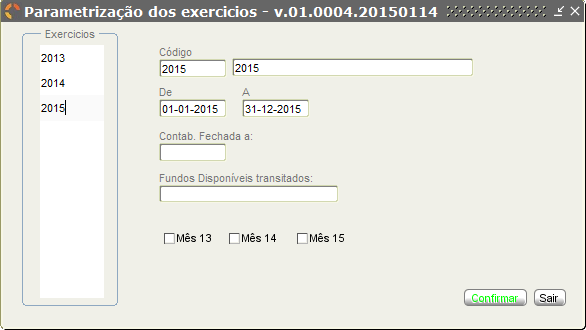 Parametrização dos exercicios - v.01.0004.20150114
Exercícios
2013
2014
2015
Código
2015 2015
De A
01-01-2015 31-12-2015
Contab. Fechada a:
Fundos Disponíveis transitados:
Mês 13 Mês 14 Mês 15
Confirmar Sair